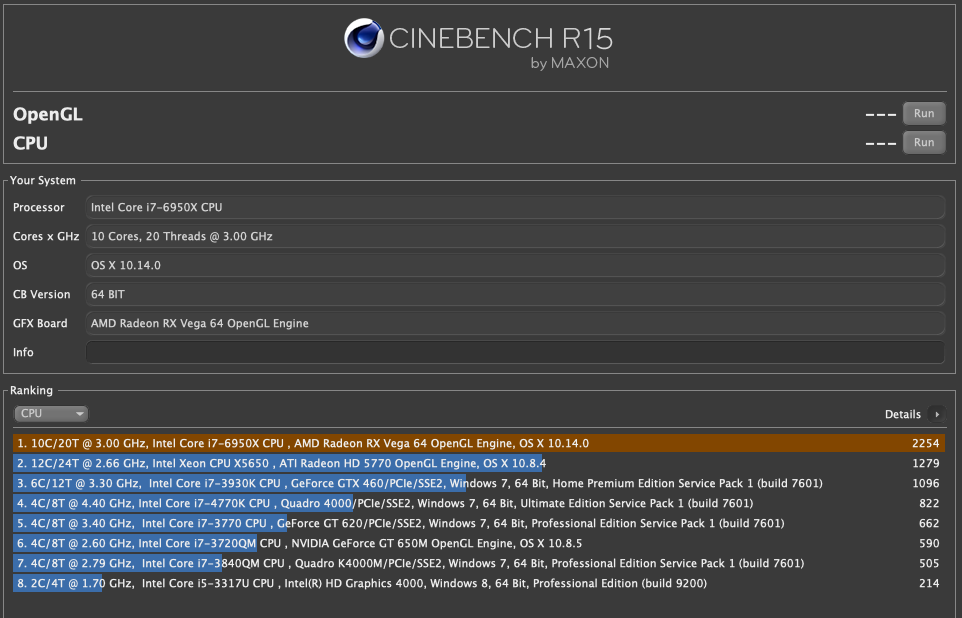 CINEBENCH R15
by MAXON
OpenGL --- Run
CPU --- Run
Your System
Processor Intel Core i7-6950X CPU
Cores x GHz 10 Cores, 20 Threads @ 3.00 GHz
OS OS X 10.14.0
CB Version 64 BIT
GFX Board AMD Radeon RX Vega 64 OpenGL Engine
Info
Ranking
CPU Details
1. 10C/20T @ 3.00 GHz, Intel Core i7-6950X CPU , AMD Radeon RX Vega 64 OpenGL Engine, OS X 10.14.0 2254
2. 12C/24T @ 2.66 GHz, Intel Xeon CPU X5650 , ATI Radeon HD 5770 OpenGL Engine, OS X 10.8.4 1279
3. 6C/12T @ 3.30 GHz,  Intel Core i7-3930K CPU , GeForce GTX 460/PCIe/SSE2, Windows 7, 64 Bit, Home Premium Edition Service Pack 1 (build 7601) 1096
4. 4C/8T @ 4.40 GHz,  Intel Core i7-4770K CPU , Quadro 4000/PCIe/SSE2, Windows 7, 64 Bit, Ultimate Edition Service Pack 1 (build 7601) 822
5. 4C/8T @ 3.40 GHz,  Intel Core i7-3770 CPU , GeForce GT 620/PCIe/SSE2, Windows 7, 64 Bit, Professional Edition Service Pack 1 (build 7601) 662
6. 4C/8T @ 2.60 GHz, Intel Core i7-3720QM CPU , NVIDIA GeForce GT 650M OpenGL Engine, OS X 10.8.5 590
7. 4C/8T @ 2.79 GHz,  Intel Core i7-3840QM CPU , Quadro K4000M/PCIe/SSE2, Windows 7, 64 Bit, Professional Edition Service Pack 1 (build 7601) 505
8. 2C/4T @ 1.70 GHz,  Intel Core i5-3317U CPU , Intel(R) HD Graphics 4000, Windows 8, 64 Bit, Professional Edition (build 9200) 214